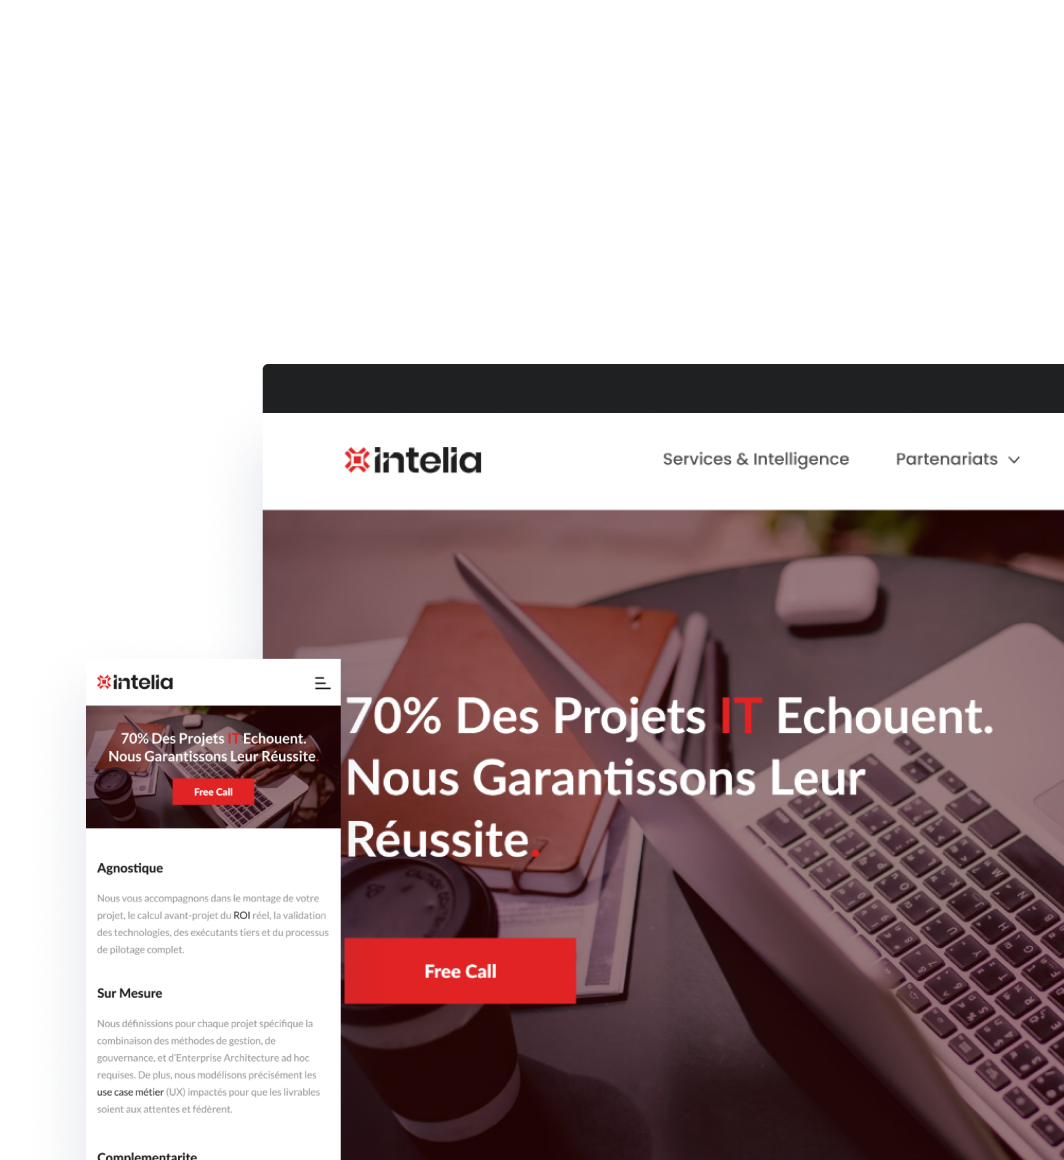 intelia
Services & Intelligence
Partenariats
70% Des Projets IT Echouent.
Nous Garantissons Leur
Réussite.
Free Call
intelia
70% Des Projets IT Echouent.
Nous Garantissons Leur Réussite.
Free Call
Agnostique
Nous vous accompagnons dans le montage de votre
projet, le calcul avant-projet du ROI réel, la validation
des technologies, des exécutants tiers et du processus
de pilotage complet.
Sur Mesure
Nous définissions pour chaque projet spécifique la
combinaison des méthodes de gestion, de
gouvernance, et d'Enterprise Architecture ad hoc
requises. De plus, nous modélisons précisément les
use case métier (UX) impactés pour que les livrables
soient aux attentes et fédèrent.
Complementarite